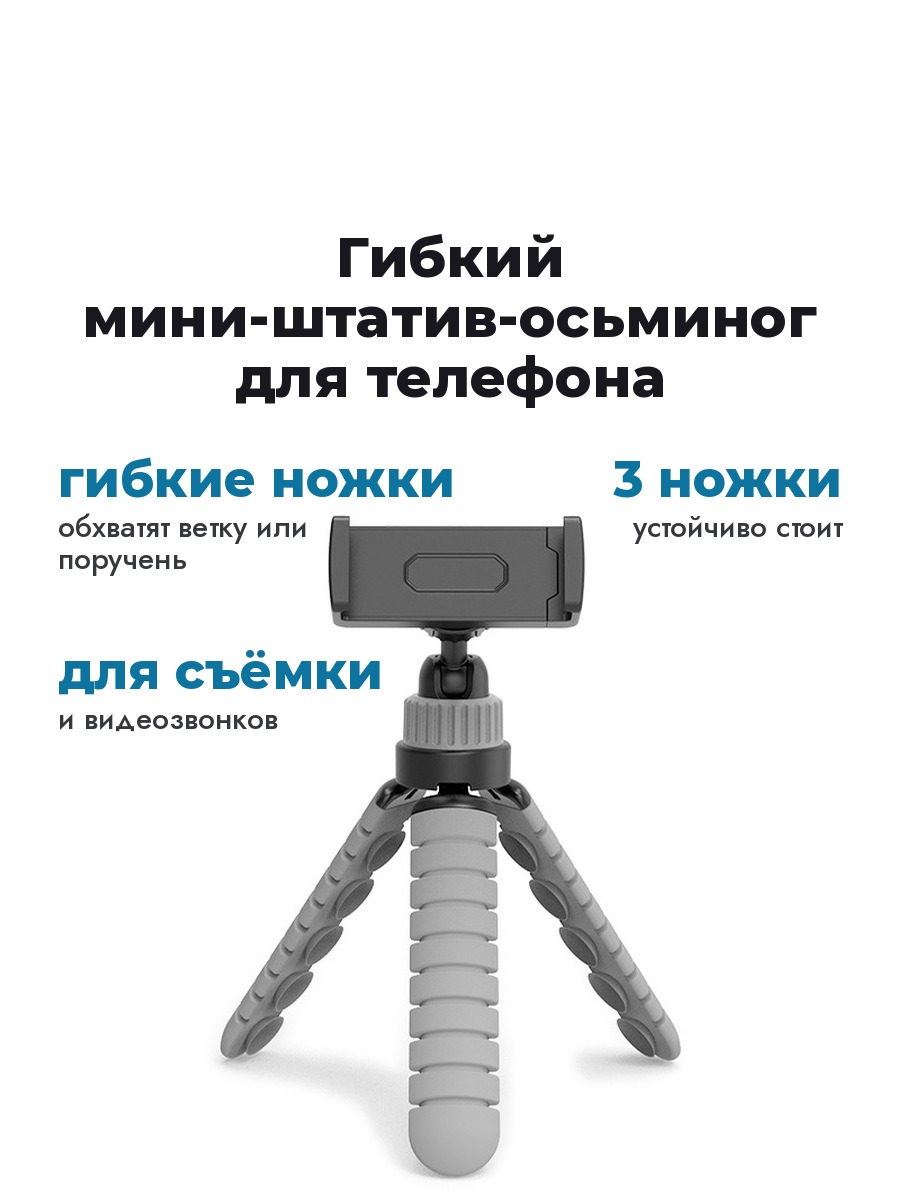 Гибкий
мини-штатив-осьминог
для телефона
гибкие ножки
обхватят ветку или
поручень
3 ножки
устойчиво стоит
для съёмки
и видеозвонков